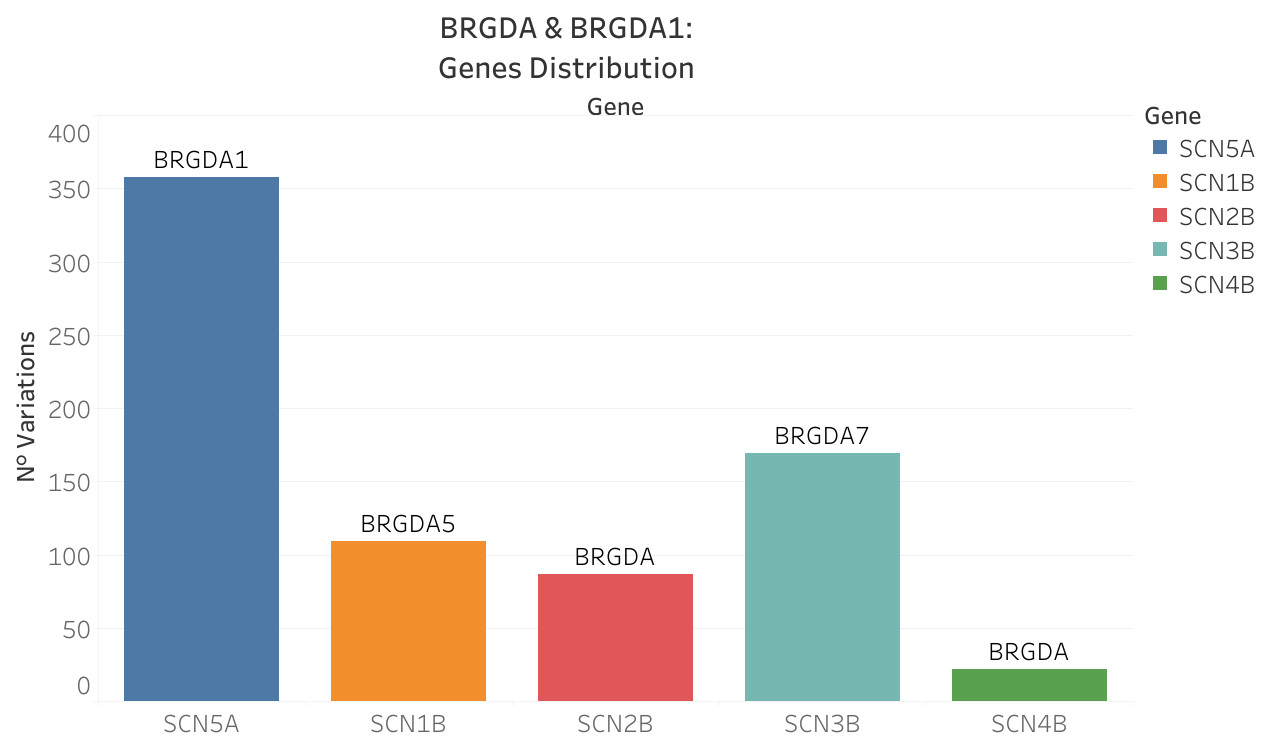 BRGDA & BRGDA1:
Genes Distribution
Gene
Nº Variations
400
350
300
250
200
150
100
50
0
BRGDA1
BRGDA5
BRGDA
BRGDA7
BRGDA
SCN5A
SCN1B
SCN2B
SCN3B
SCN4B
Gene
SCN5A
SCN1B
SCN2B
SCN3B
SCN4B